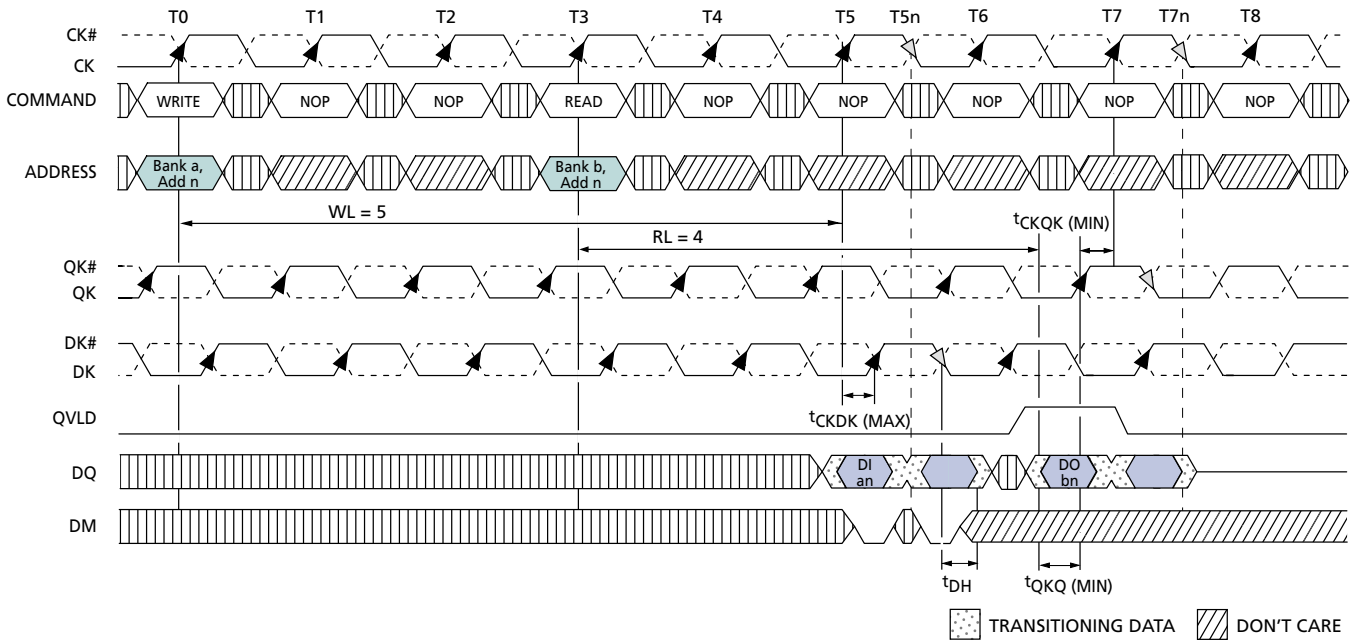 T0 T1 T2 T3 T4 T5 T5n T6 T7 T7n T8
CK#
CK
COMMAND WRITE NOP NOP READ NOP NOP NOP NOP NOP
ADDRESS Bank a, Add n Bank b, Add n
WL = 5
RL = 4
tCKQK (MIN)
QK#
QK
DK#
DK
tCKDK (MAX)
QVLD
DQ DI an DO bn
DM
tDH tQKQ (MIN)
TRANSITIONING DATA DON'T CARE